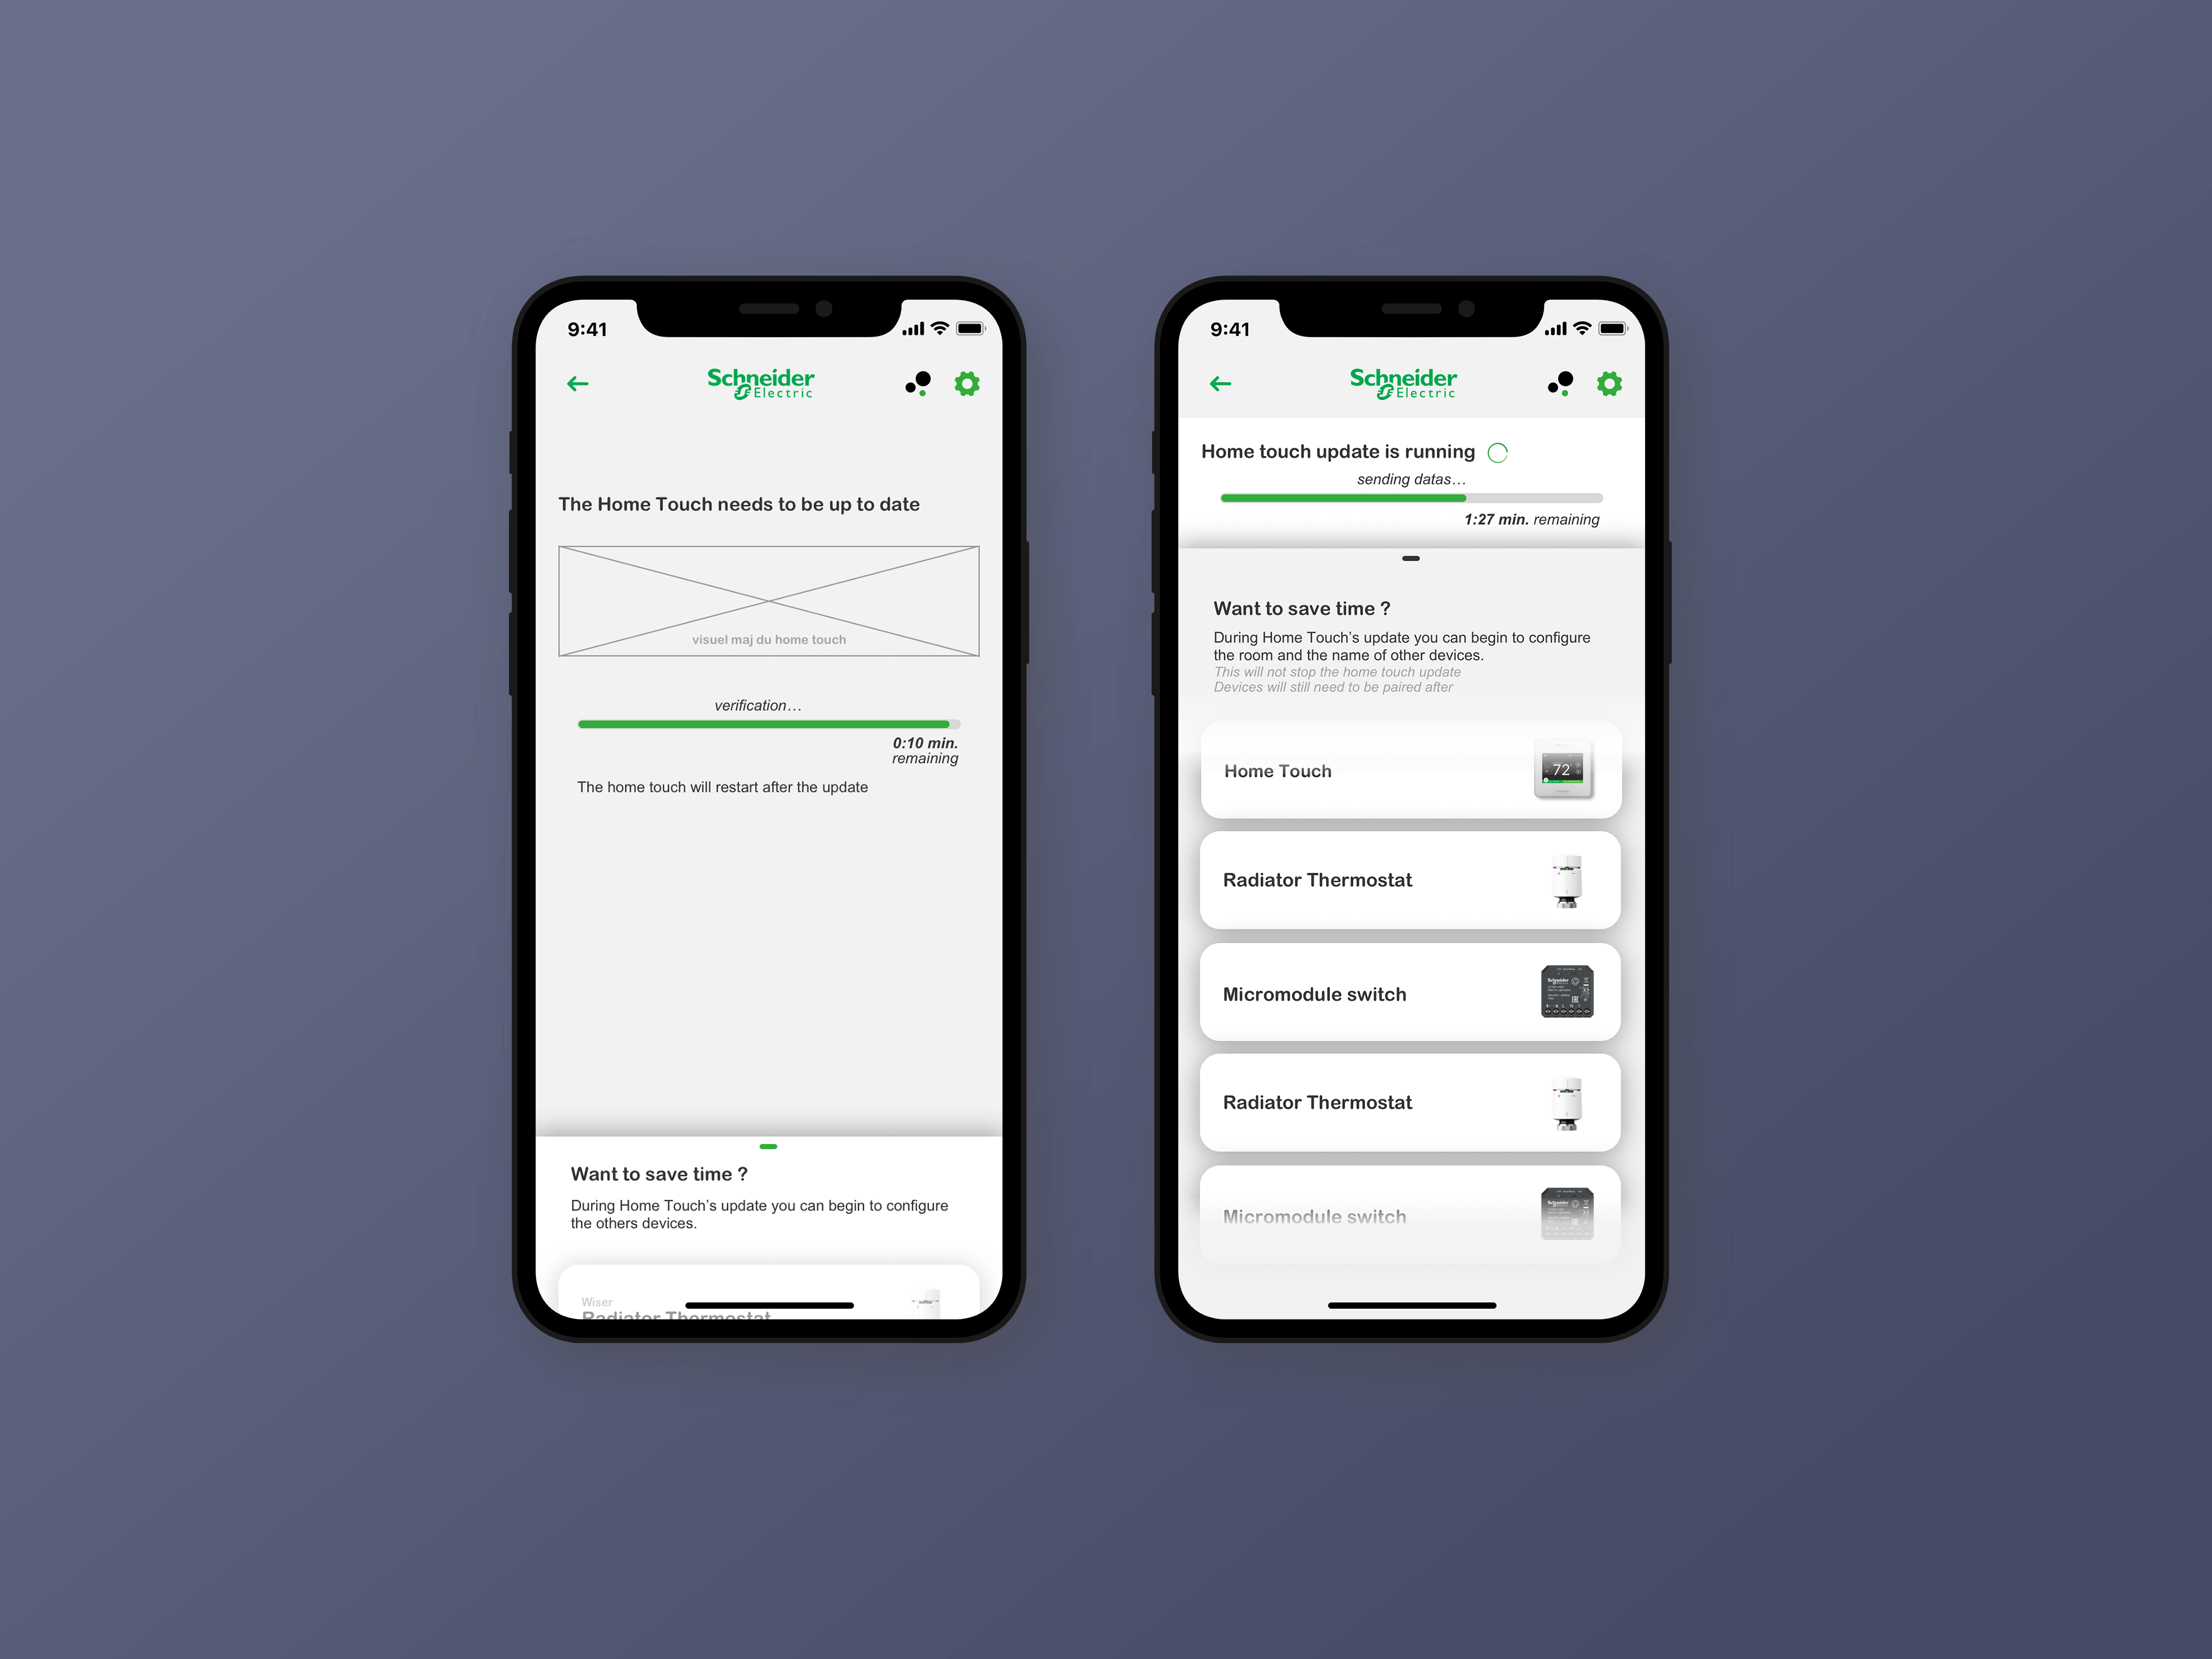 9:41
Schneider
Electric
The Home Touch needs to be up to date
visuel maj du home touch
verification…
0:10 min.
remaining
The home touch will restart after the update
Want to save time ?
During Home Touch’s update you can begin to configure
the others devices.
Wiser
Radiator Thermostat
9:41
Schneider
Electric
Home touch update is running
sending datas…
1:27 min. remaining
Want to save time ?
During Home Touch’s update you can begin to configure
the room and the name of other devices.
This will not stop the home touch update
Devices will still need to be paired after
Home Touch
72
Radiator Thermostat
Micromodule switch
Schneider
Radiator Thermostat
Micromodule switch
Schneider